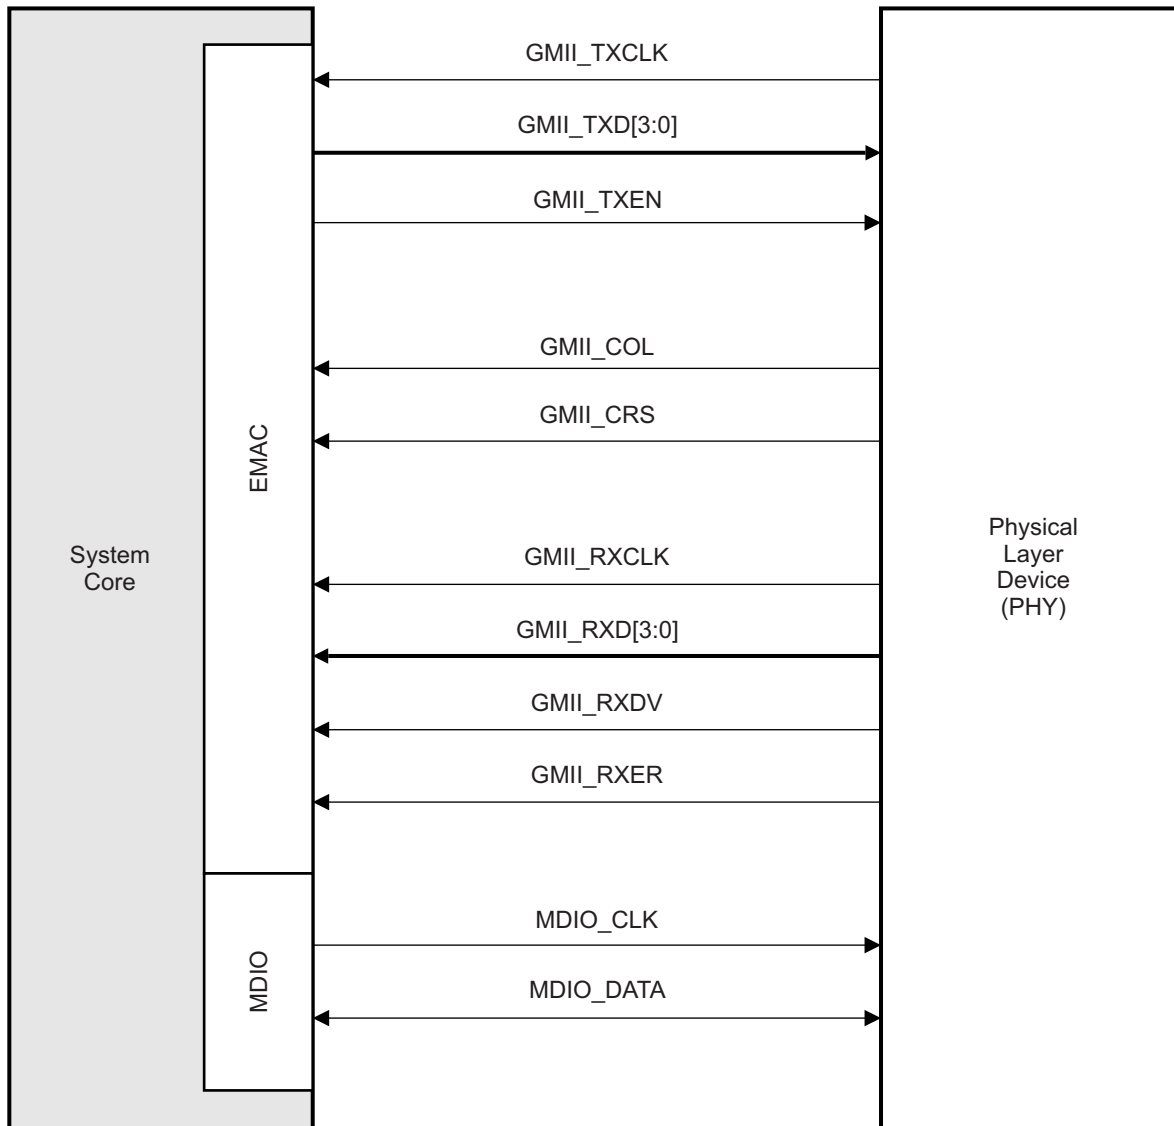 GMII_TXCLK
GMII_TXD[3:0]
GMII_TXEN
GMII_COL
GMII_CRS
EMAC
System
Core
GMII_RXCLK
GMII_RXD[3:0]
GMII_RXDV
GMII_RXER
Physical
Layer
Device
(PHY)
MDIO
MDIO_CLK
MDIO_DATA